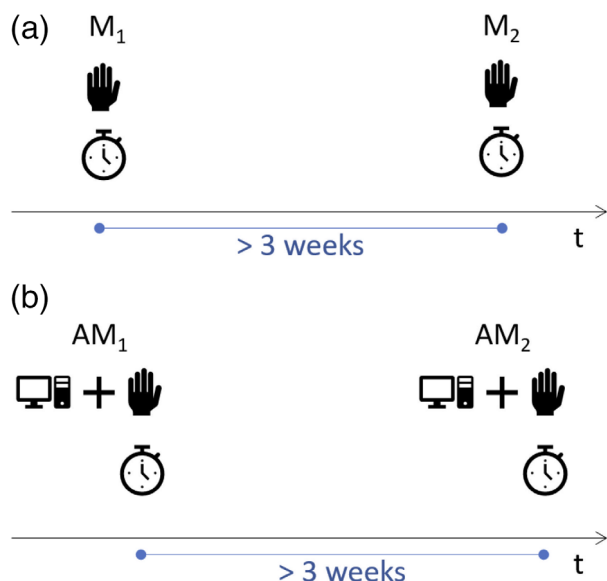 (a)
M₁ M₂
> 3 weeks
t
(b)
AM₁ AM₂
+ +
> 3 weeks
t